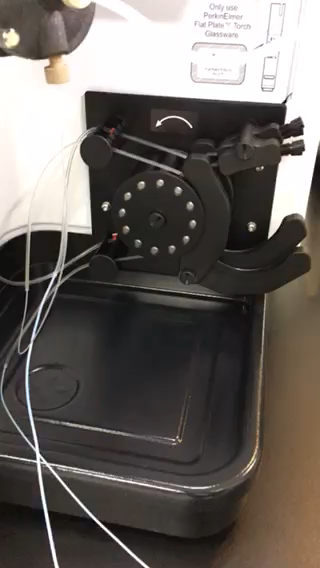 Only use
PerkinElmer
Flat Plate™ Torch
Glassware